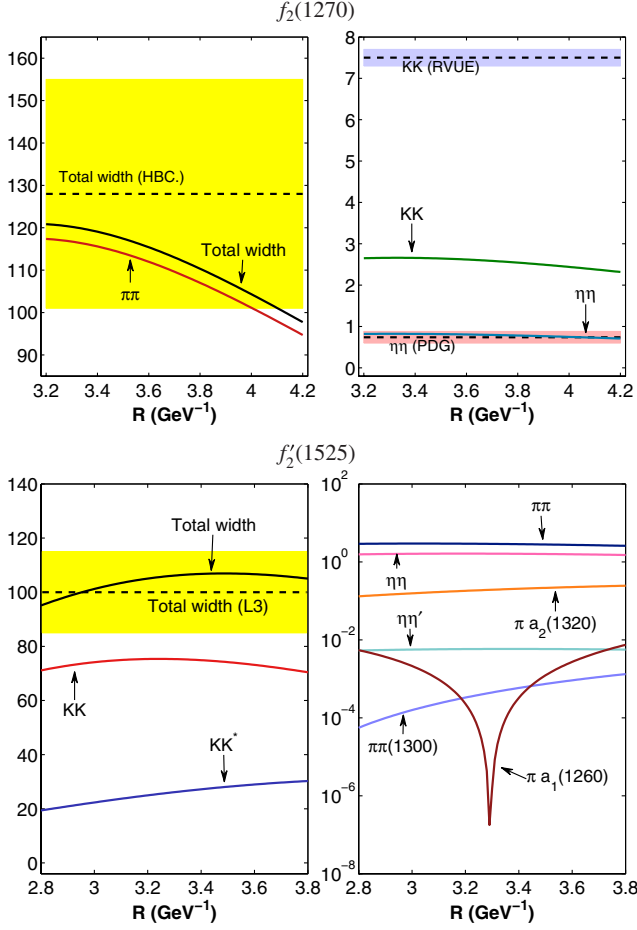 f₂(1270)
160
150
140
130
120
110
100
90
Total width (HBC.)
Total width
ππ
3.2 3.4 3.6 3.8 4 4.2
R (GeV⁻¹)
8
7
6
5
4
3
2
1
0
KK (RVUE)
KK
ηη
ηη (PDG)
3.2 3.4 3.6 3.8 4 4.2
R (GeV⁻¹)
f₂′(1525)
140
120
100
80
60
40
20
0
Total width
Total width (L3)
KK
KK*
2.8 3 3.2 3.4 3.6 3.8
R (GeV⁻¹)
10²
10⁰
10⁻²
10⁻⁴
10⁻⁶
10⁻⁸
ππ
ηη
ηη′
π a₂(1320)
ππ(1300)
π a₁(1260)
2.8 3 3.2 3.4 3.6 3.8
R (GeV⁻¹)